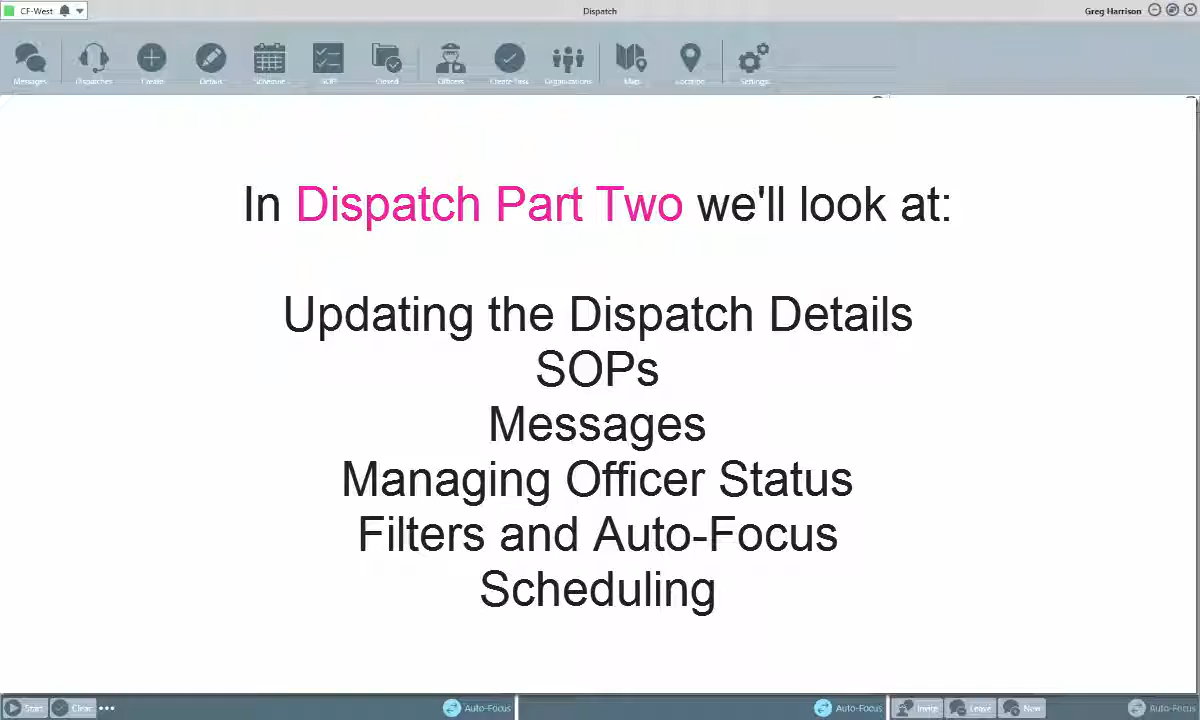 CF-West
Dispatch
Greg Harrison
Messages
Dispatches
Create
Details
Schedule
SOP
Closed
Officers
Create Task
Organizations
Map
Location
Settings
In Dispatch Part Two we'll look at:
Updating the Dispatch Details
SOPs
Messages
Managing Officer Status
Filters and Auto-Focus
Scheduling
Start
Clear
Auto-Focus
Auto-Focus
Invite
Leave
New
Auto-Focus